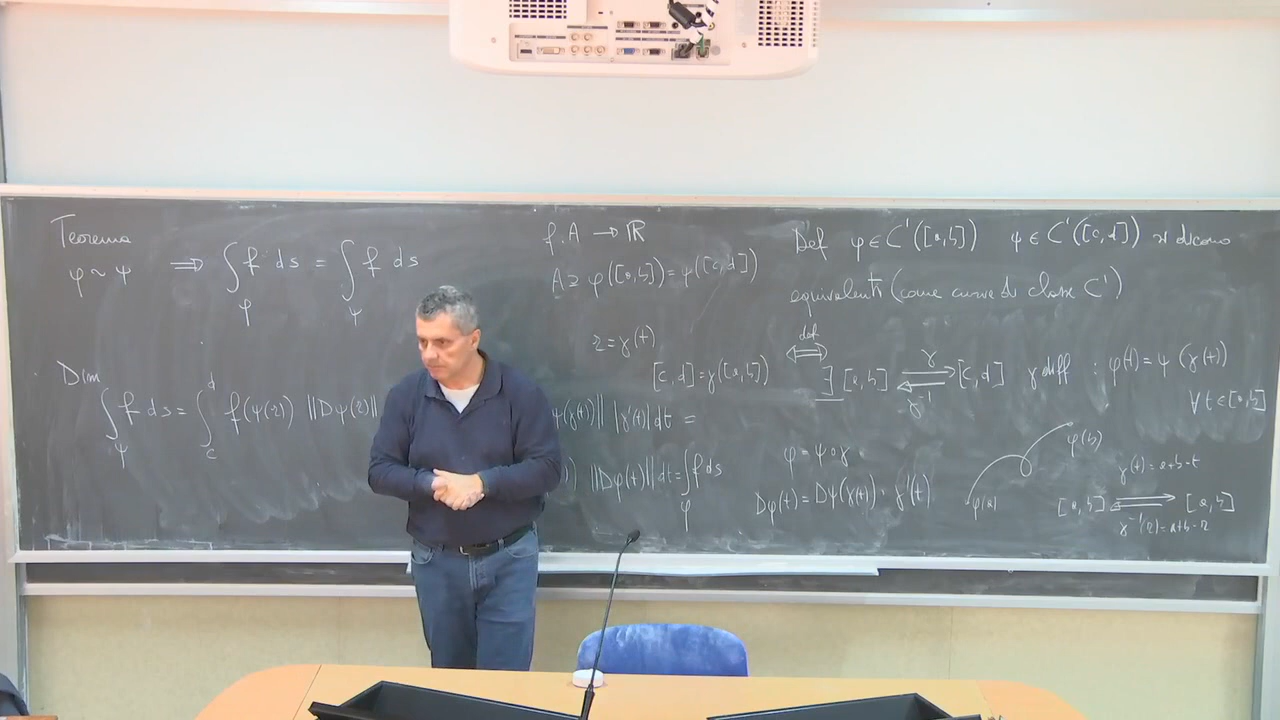 Teorema
φ ~ ψ ⟹ ∫_φ f ds = ∫_ψ f ds
Dim
∫_ψ f ds = ∫_c^d f(ψ(τ)) ||Dψ(τ)||
ψ(γ(t))|| |γ'(t)| dt =
||Dφ(t)|| dt = ∫_φ f ds
f: A → ℝ
A ⊇ φ([a,b]) = ψ([c,d])
τ = γ(t)
[c,d] = γ([a,b])
φ = ψ∘γ
Dφ(t) = Dψ(γ(t)) · γ'(t)
Def φ ∈ C¹([a,b]) ψ ∈ C¹([c,d]) si dicono
equivalenti (come curve di classe C¹)
⟺ def ∃ [a,b] ⇄ [c,d] γ diff : φ(t) = ψ(γ(t))
γ
γ⁻¹
∀ t ∈ [a,b]
φ(b)
φ(a)
γ(t) = a+b-t
[a,b] ⇄ [a,b]
γ⁻¹(τ) = a+b-τ